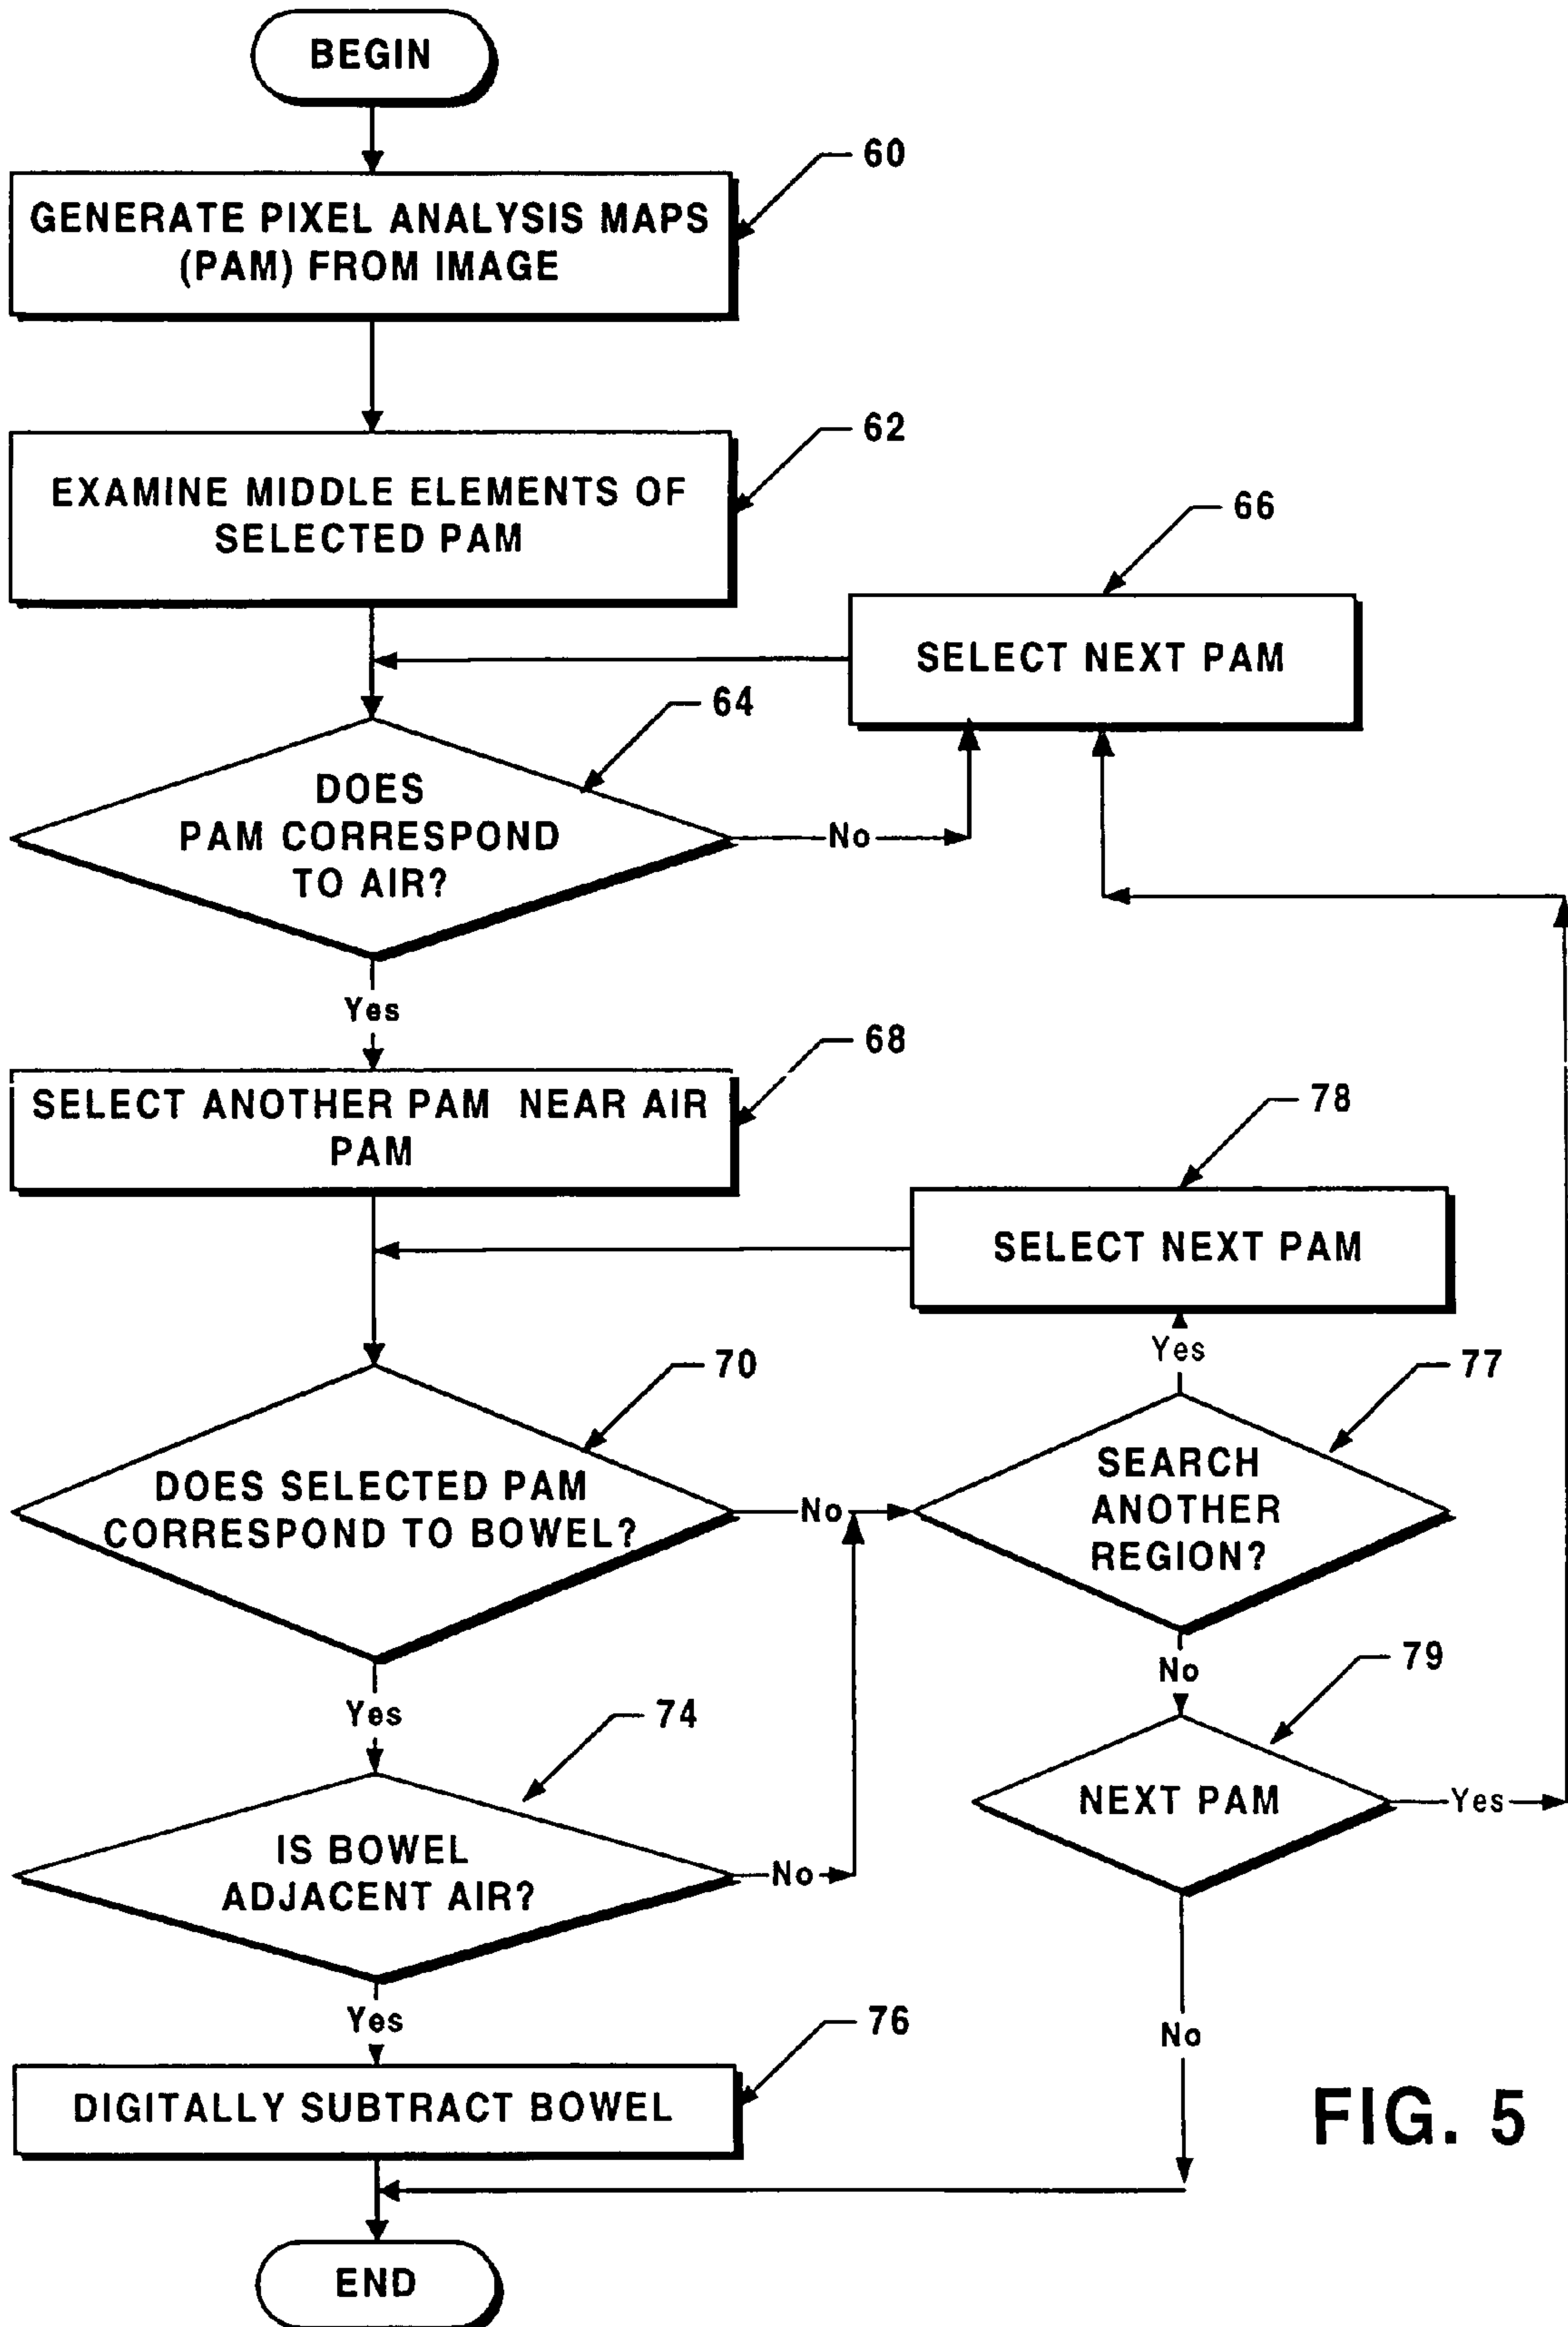 BEGIN
60
GENERATE PIXEL ANALYSIS MAPS
(PAM) FROM IMAGE
62
EXAMINE MIDDLE ELEMENTS OF
SELECTED PAM
66
SELECT NEXT PAM
64
DOES
PAM CORRESPOND
TO AIR?
No
Yes
68
SELECT ANOTHER PAM NEAR AIR
PAM
78
SELECT NEXT PAM
Yes
70
77
DOES SELECTED PAM
CORRESPOND TO BOWEL?
No
SEARCH
ANOTHER
REGION?
No
79
Yes
74
NEXT PAM
Yes
IS BOWEL
ADJACENT AIR?
No
Yes
No
76
DIGITALLY SUBTRACT BOWEL
FIG. 5
END